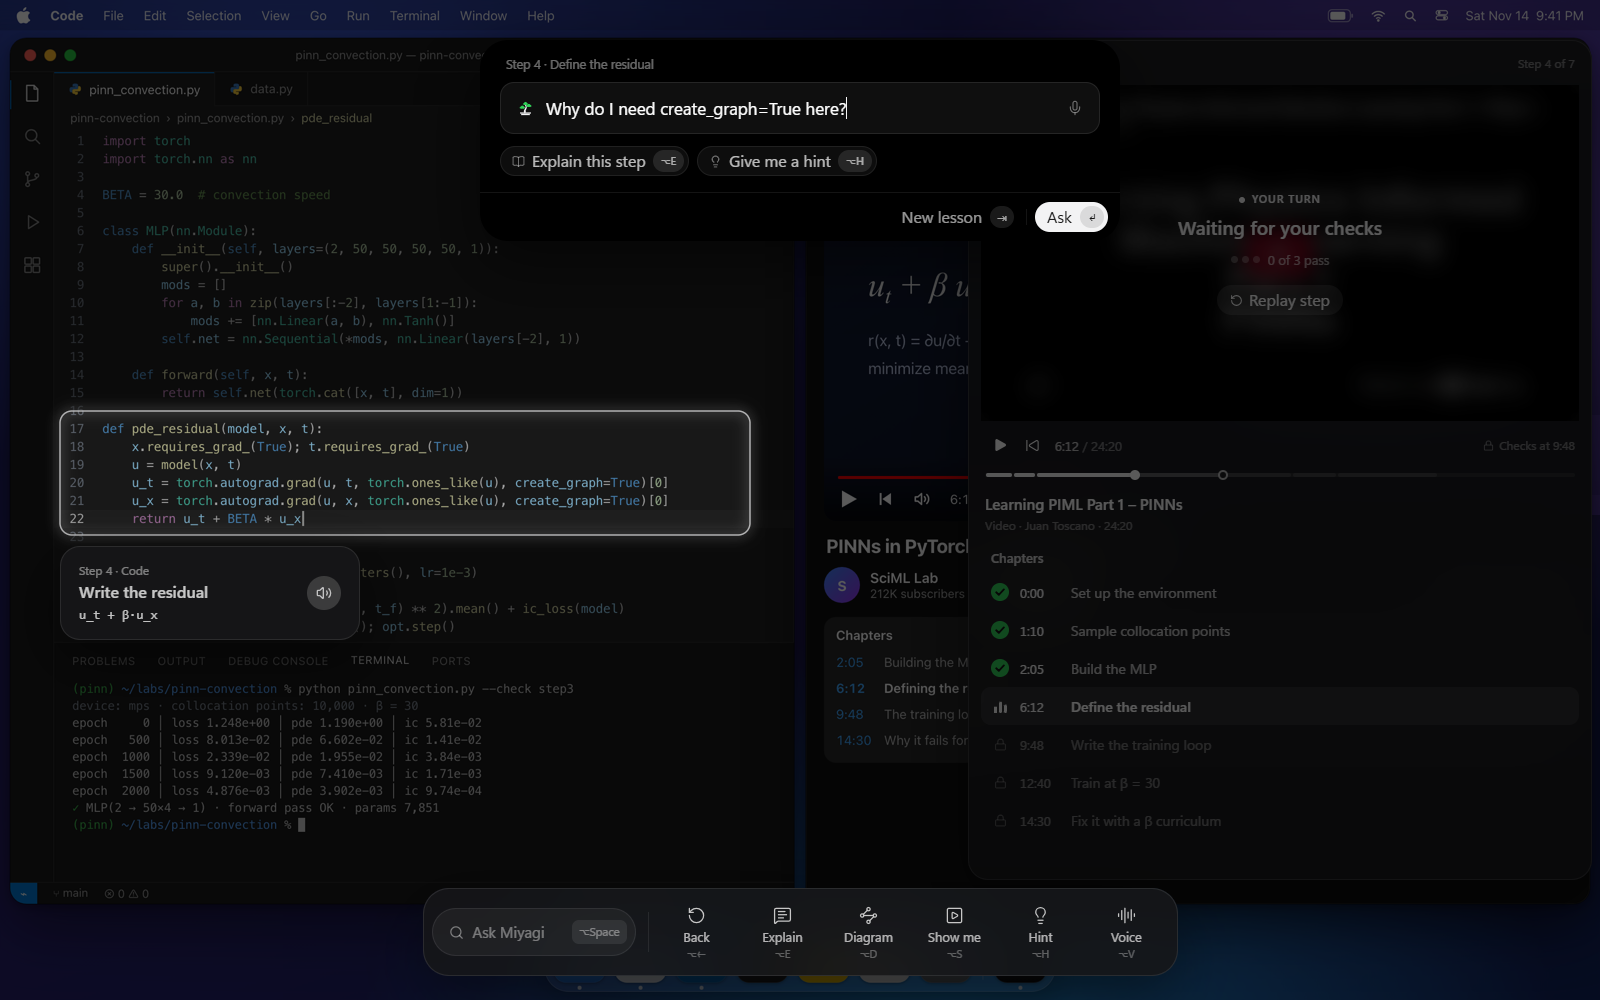 Code File Edit Selection View Go Run Terminal Window Help
Sat Nov 14 9:41 PM
pinn_convection.py — pinn-conve
Step 4 of 7
pinn_convection.py
data.py
pinn-convection › pinn_convection.py › pde_residual
Step 4 · Define the residual
Why do I need create_graph=True here?
Explain this step ⌥E
Give me a hint ⌥H
New lesson ⇥
Ask ↵
1 import torch
2 import torch.nn as nn
3
4 BETA = 30.0 # convection speed
5
6 class MLP(nn.Module):
7 def __init__(self, layers=(2, 50, 50, 50, 50, 1)):
8 super().__init__()
9 mods = []
10 for a, b in zip(layers[:-2], layers[1:-1]):
11 mods += [nn.Linear(a, b), nn.Tanh()]
12 self.net = nn.Sequential(*mods, nn.Linear(layers[-2], 1))
13
14 def forward(self, x, t):
15 return self.net(torch.cat([x, t], dim=1))
16
17 def pde_residual(model, x, t):
18 x.requires_grad_(True); t.requires_grad_(True)
19 u = model(x, t)
20 u_t = torch.autograd.grad(u, t, torch.ones_like(u), create_graph=True)[0]
21 u_x = torch.autograd.grad(u, x, torch.ones_like(u), create_graph=True)[0]
22 return u_t + BETA * u_x
23
ters(), lr=1e-3)
, t_f) ** 2).mean() + ic_loss(model)
); opt.step()
Step 4 · Code
Write the residual
u_t + β·u_x
PROBLEMS OUTPUT DEBUG CONSOLE TERMINAL PORTS
(pinn) ~/labs/pinn-convection % python pinn_convection.py --check step3
device: mps · collocation points: 10,000 · β = 30
epoch 0 │ loss 1.248e+00 │ pde 1.190e+00 │ ic 5.81e-02
epoch 500 │ loss 8.013e-02 │ pde 6.602e-02 │ ic 1.41e-02
epoch 1000 │ loss 2.339e-02 │ pde 1.955e-02 │ ic 3.84e-03
epoch 1500 │ loss 9.120e-03 │ pde 7.410e-03 │ ic 1.71e-03
epoch 2000 │ loss 4.876e-03 │ pde 3.902e-03 │ ic 9.74e-04
✓ MLP(2 → 50×4 → 1) · forward pass OK · params 7,851
(pinn) ~/labs/pinn-convection %
main 0 0
u_t + β u
r(x, t) = ∂u/∂t
minimize mea
6:1
PINNs in PyTorc
S
SciML Lab
212K subscribers
Chapters
2:05 Building the M
6:12 Defining the r
9:48 The training lo
14:30 Why it fails for
YOUR TURN
Waiting for your checks
0 of 3 pass
Replay step
6:12 / 24:20
Checks at 9:48
Learning PIML Part 1 – PINNs
Video · Juan Toscano · 24:20
Chapters
0:00 Set up the environment
1:10 Sample collocation points
2:05 Build the MLP
6:12 Define the residual
9:48 Write the training loop
12:40 Train at β = 30
14:30 Fix it with a β curriculum
Ask Miyagi ⌥Space
Back ⌥←
Explain ⌥E
Diagram ⌥D
Show me ⌥S
Hint ⌥H
Voice ⌥V